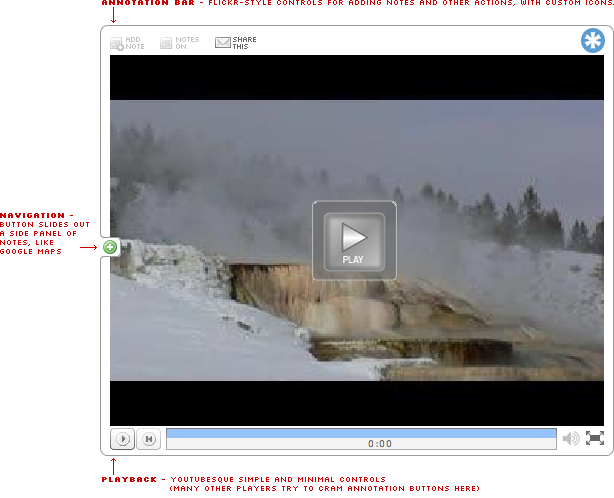 ANNOTATION BAR - FLICKR-STYLE CONTROLS FOR ADDING NOTES AND OTHER ACTIONS, WITH CUSTOM ICONS.
ADD NOTE
NOTES ON
SHARE THIS
NAVIGATION -
BUTTON SLIDES OUT
A SIDE PANEL OF
NOTES, LIKE
GOOGLE MAPS
PLAY
0:00
PLAYBACK - YOUTUBESQUE SIMPLE AND MINIMAL CONTROLS
(MANY OTHER PLAYERS TRY TO CRAM ANNOTATION BUTTONS HERE)